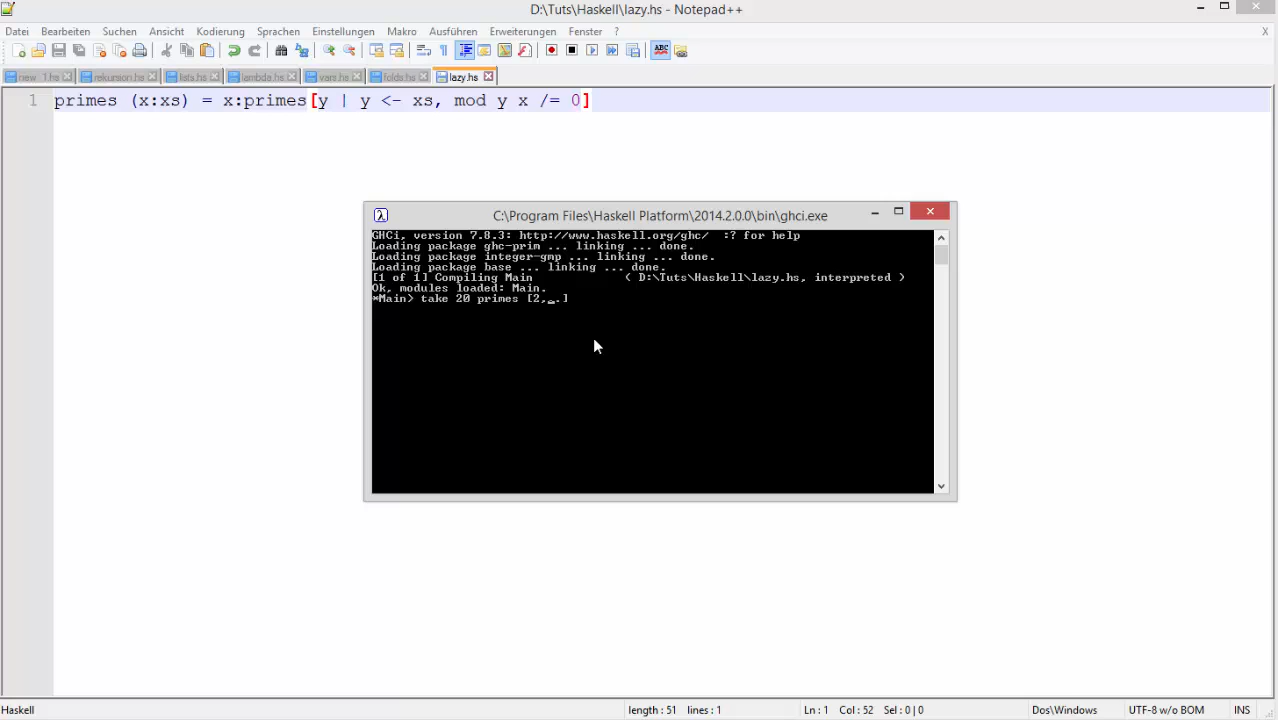 D:\Tuts\Haskell\lazy.hs - Notepad++
Datei Bearbeiten Suchen Ansicht Kodierung Sprachen Einstellungen Makro Ausführen Erweiterungen Fenster ? X
new 1.hs rekursion.hs lists.hs lambda.hs vars.hs folds.hs lazy.hs
1 primes (x:xs) = x:primes[y | y <- xs, mod y x /= 0]
C:\Program Files\Haskell Platform\2014.2.0.0\bin\ghci.exe
GHCi, version 7.8.3: http://www.haskell.org/ghc/  :? for help
Loading package ghc-prim ... linking ... done.
Loading package integer-gmp ... linking ... done.
Loading package base ... linking ... done.
[1 of 1] Compiling Main             ( D:\Tuts\Haskell\lazy.hs, interpreted )
Ok, modules loaded: Main.
*Main> take 20 primes [2,_.]
Haskell length : 51 lines : 1 Ln : 1 Col : 52 Sel : 0 | 0 Dos\Windows UTF-8 w/o BOM INS